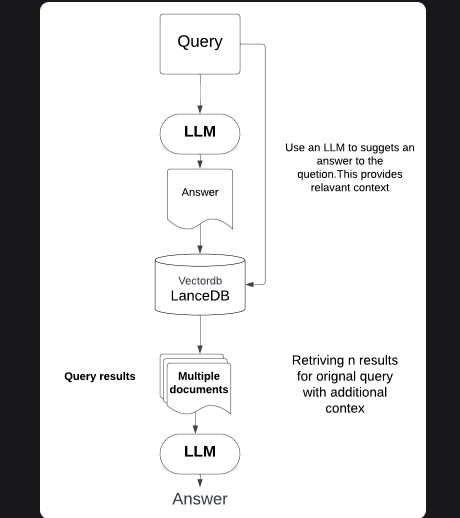 Query
LLM
Use an LLM to suggets an
answer to the
quetion.This provides
relavant context
Answer
Vectordb
LanceDB
Query results
Multiple
documents
Retriving n results
for orignal query
with additional
contex
LLM
Answer